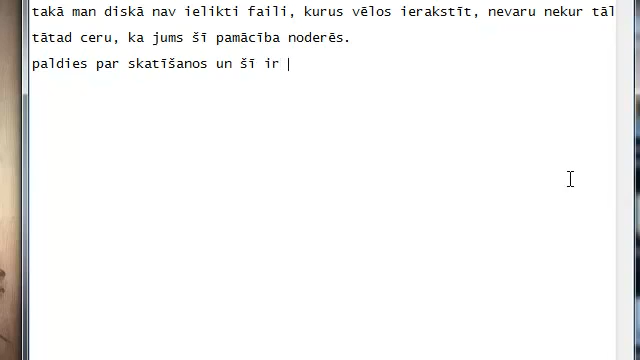 takā man diskā nav ielikti faili, kurus vēlos ierakstīt, nevaru nekur tāl
tātad ceru, ka jums šī pamācība noderēs.
paldies par skatīšanos un šī ir